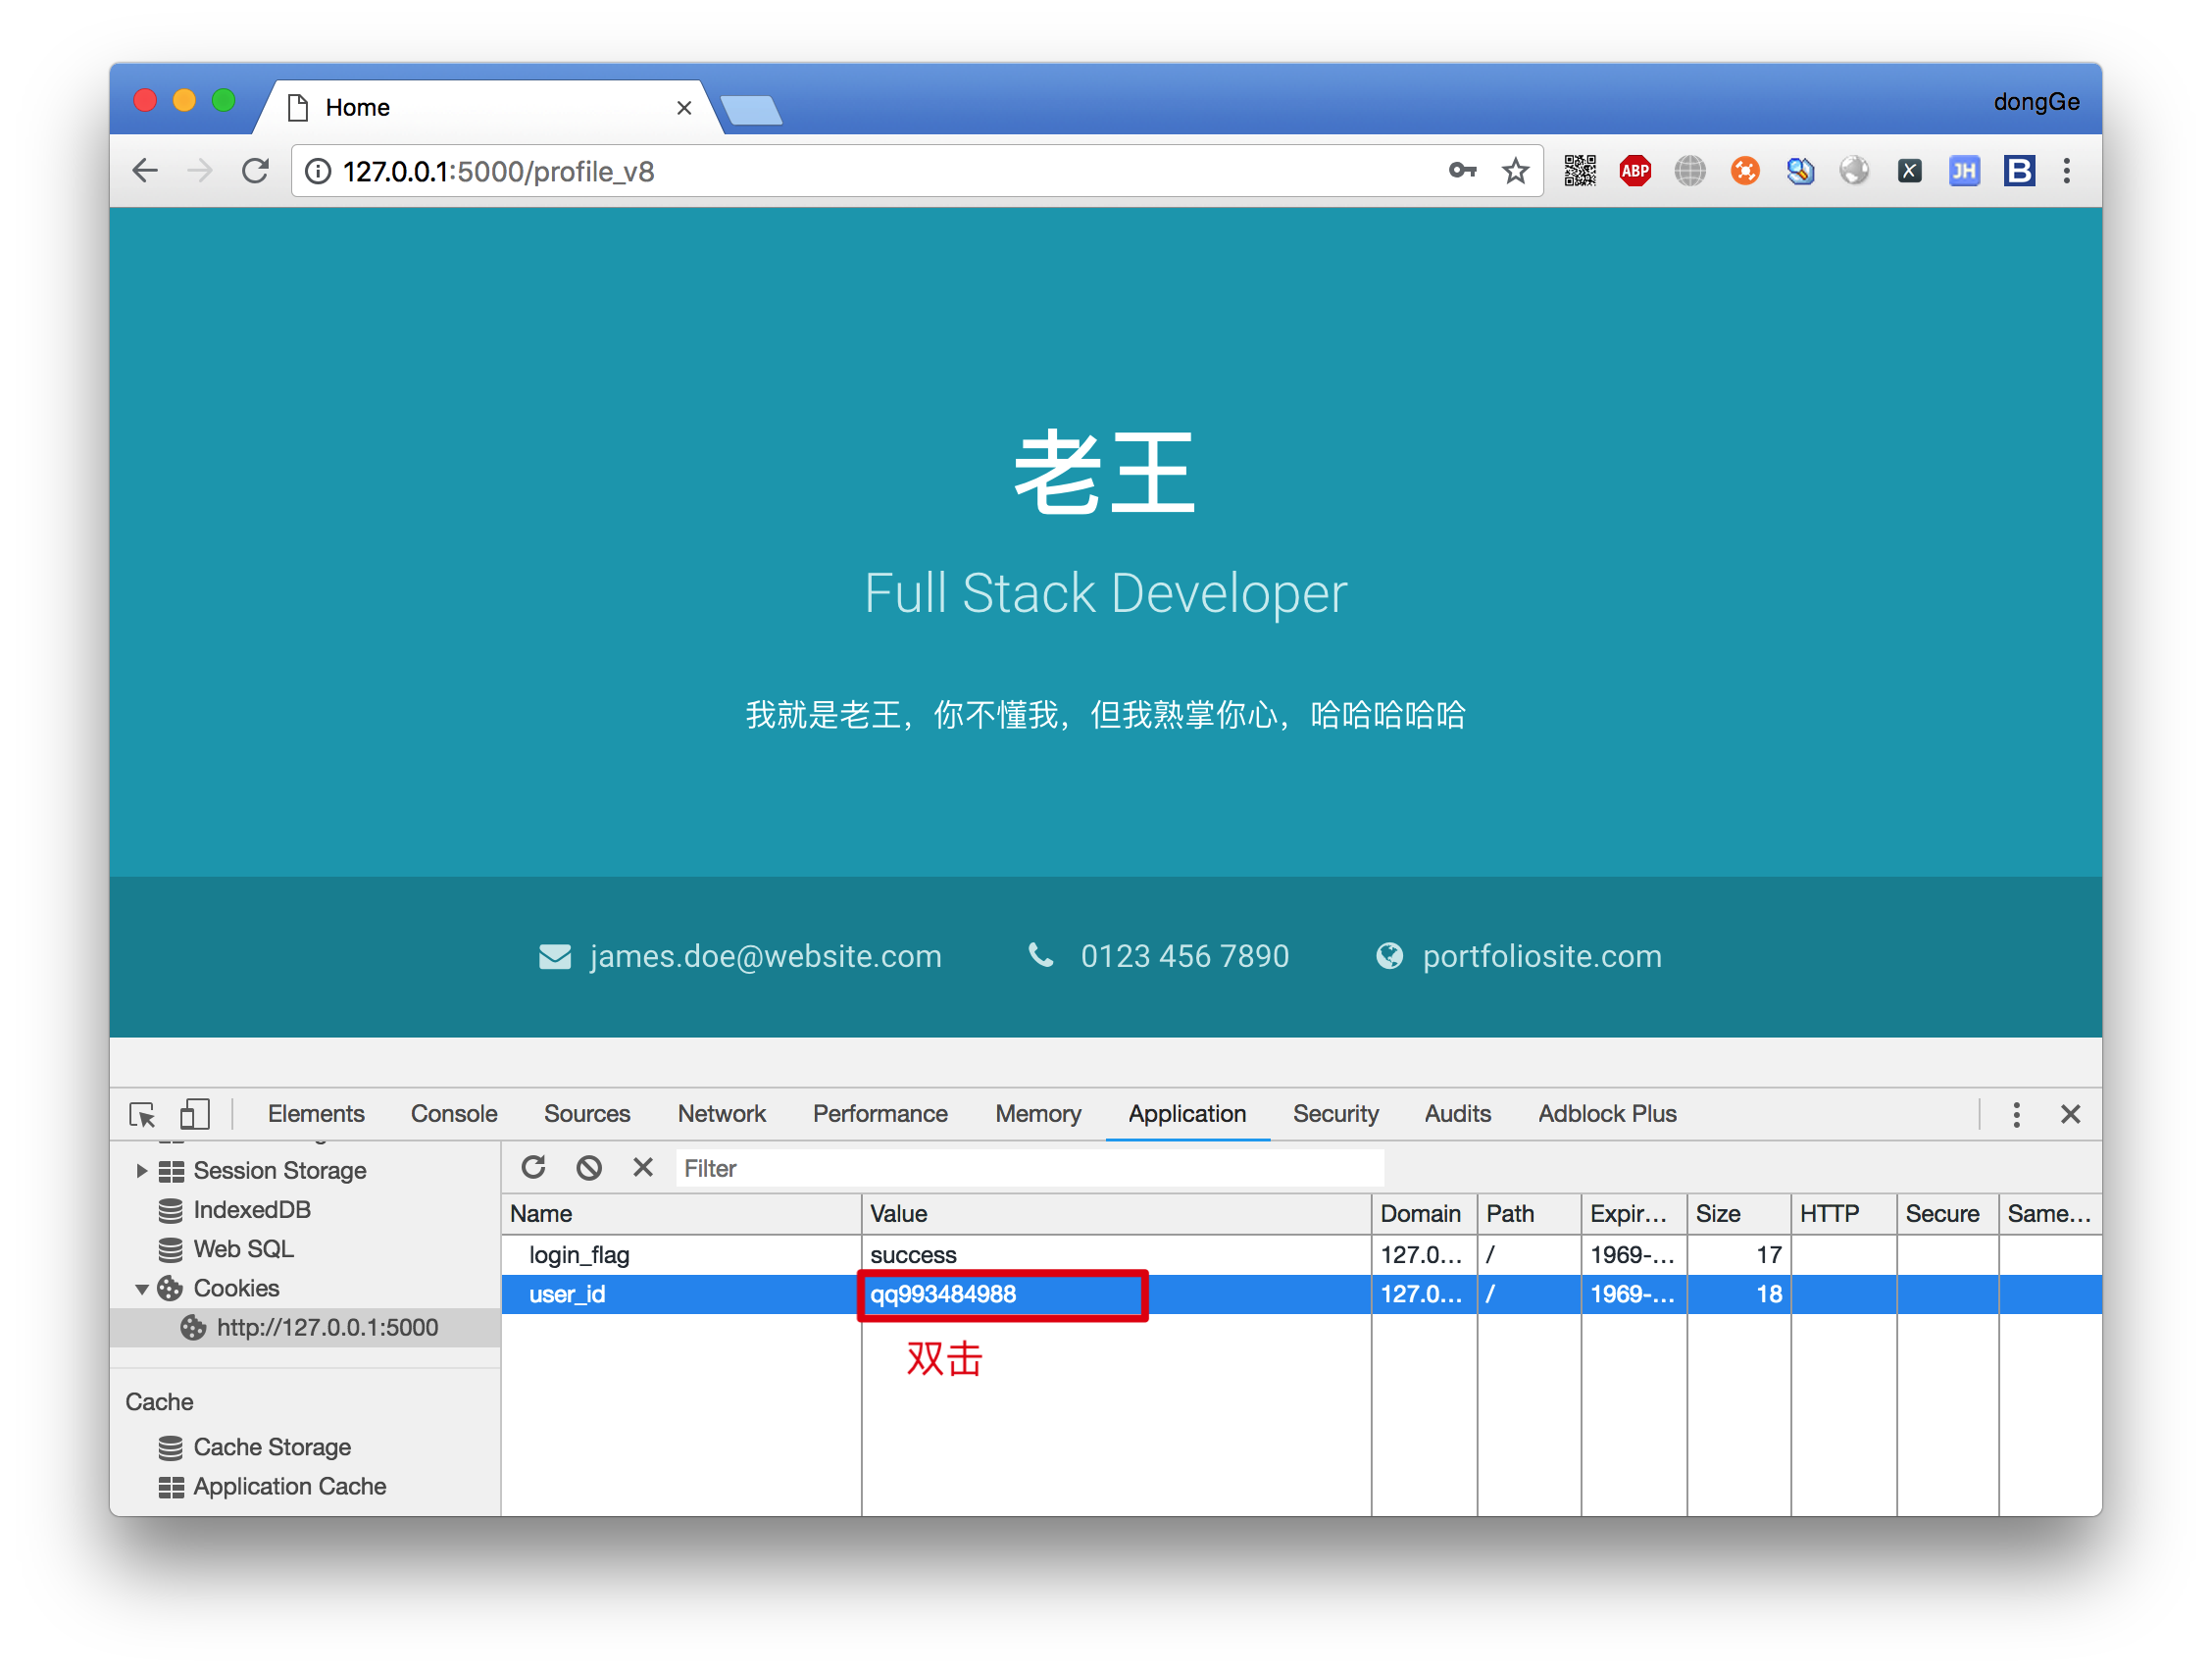 Home
dongGe
127.0.0.1:5000/profile_v8
ABP
X
JH
B
老王
Full Stack Developer
我就是老王，你不懂我，但我熟掌你心，哈哈哈哈哈
james.doe@website.com 0123 456 7890 portfoliosite.com
Elements Console Sources Network Performance Memory Application Security Audits Adblock Plus
Session Storage
IndexedDB
Web SQL
Cookies
http://127.0.0.1:5000
Cache
Cache Storage
Application Cache
Filter
Name Value Domain Path Expir... Size HTTP Secure Same...
login_flag success 127.0... / 1969-... 17
user_id qq993484988 127.0... / 1969-... 18
双击